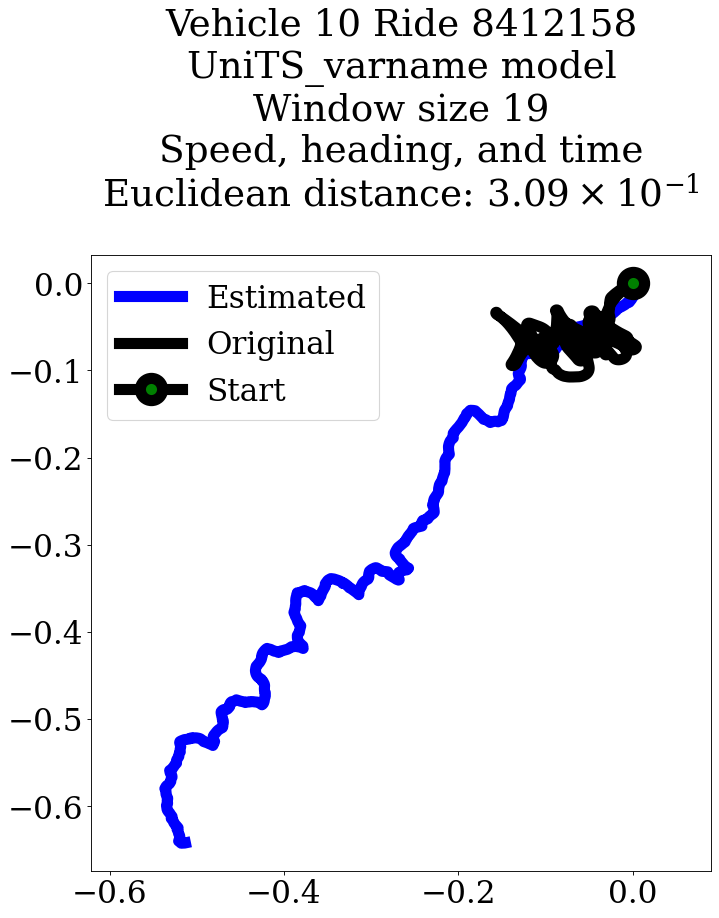 Vehicle 10 Ride 8412158
UniTS_varname model
Window size 19
Speed, heading, and time
Euclidean distance: 3.09 × 10⁻¹
Estimated
Original
Start
0.0
−0.1
−0.2
−0.3
−0.4
−0.5
−0.6
−0.6 −0.4 −0.2 0.0